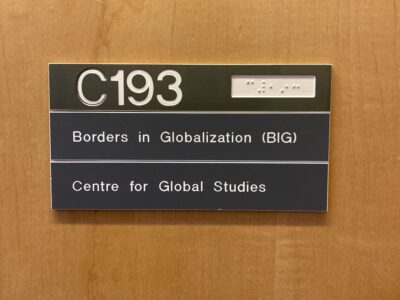 C193
Borders in Globalization (BIG)
Centre for Global Studies